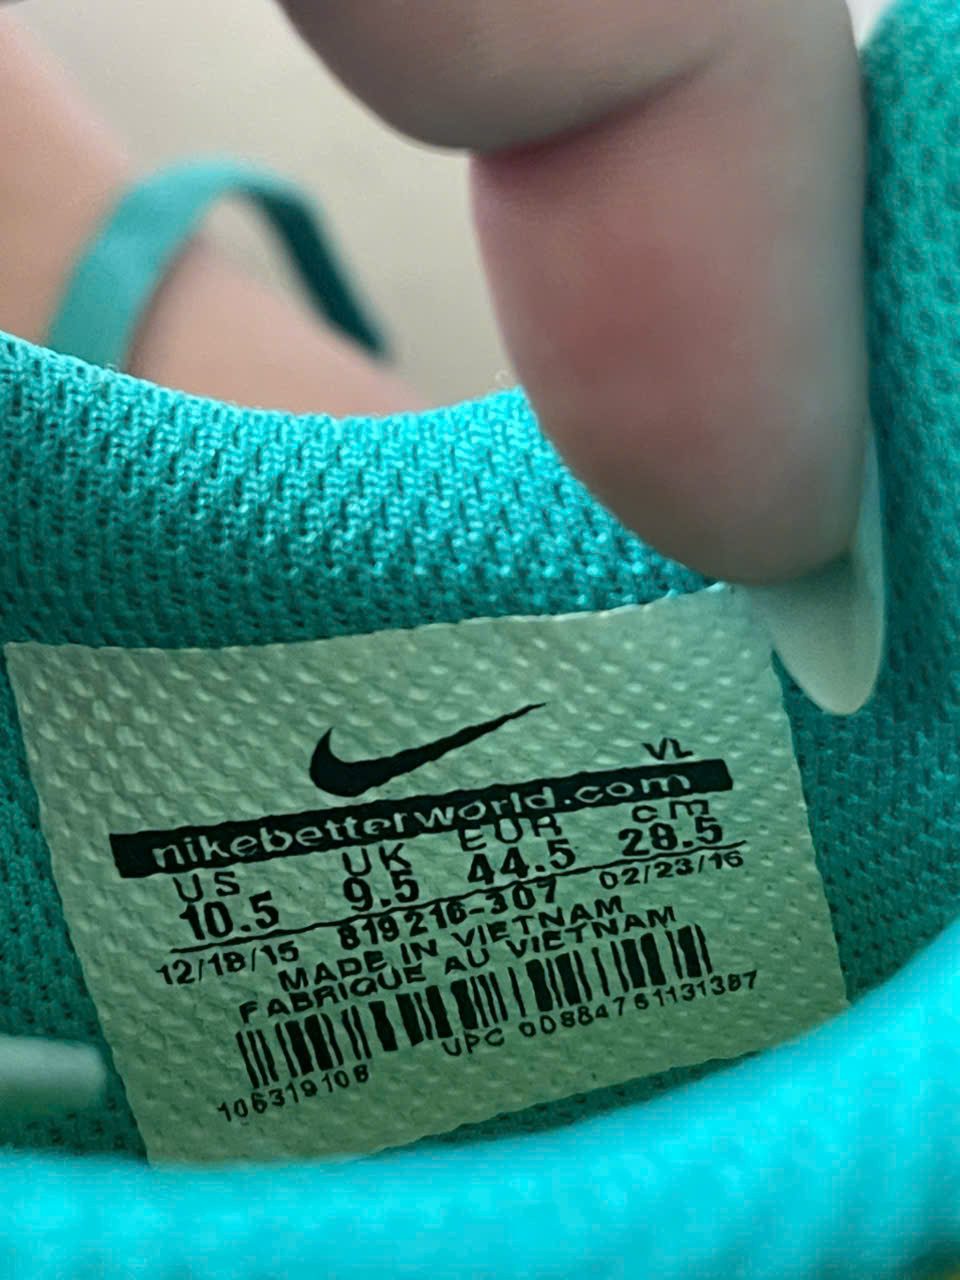 VL
nikebetterworld.com
US UK EUR cm
10.5 9.5 44.5 28.5
12/18/15 819216-307 02/23/16
MADE IN VIETNAM
FABRIQUE AU VIETNAM
UPC 00884761131387
106319108